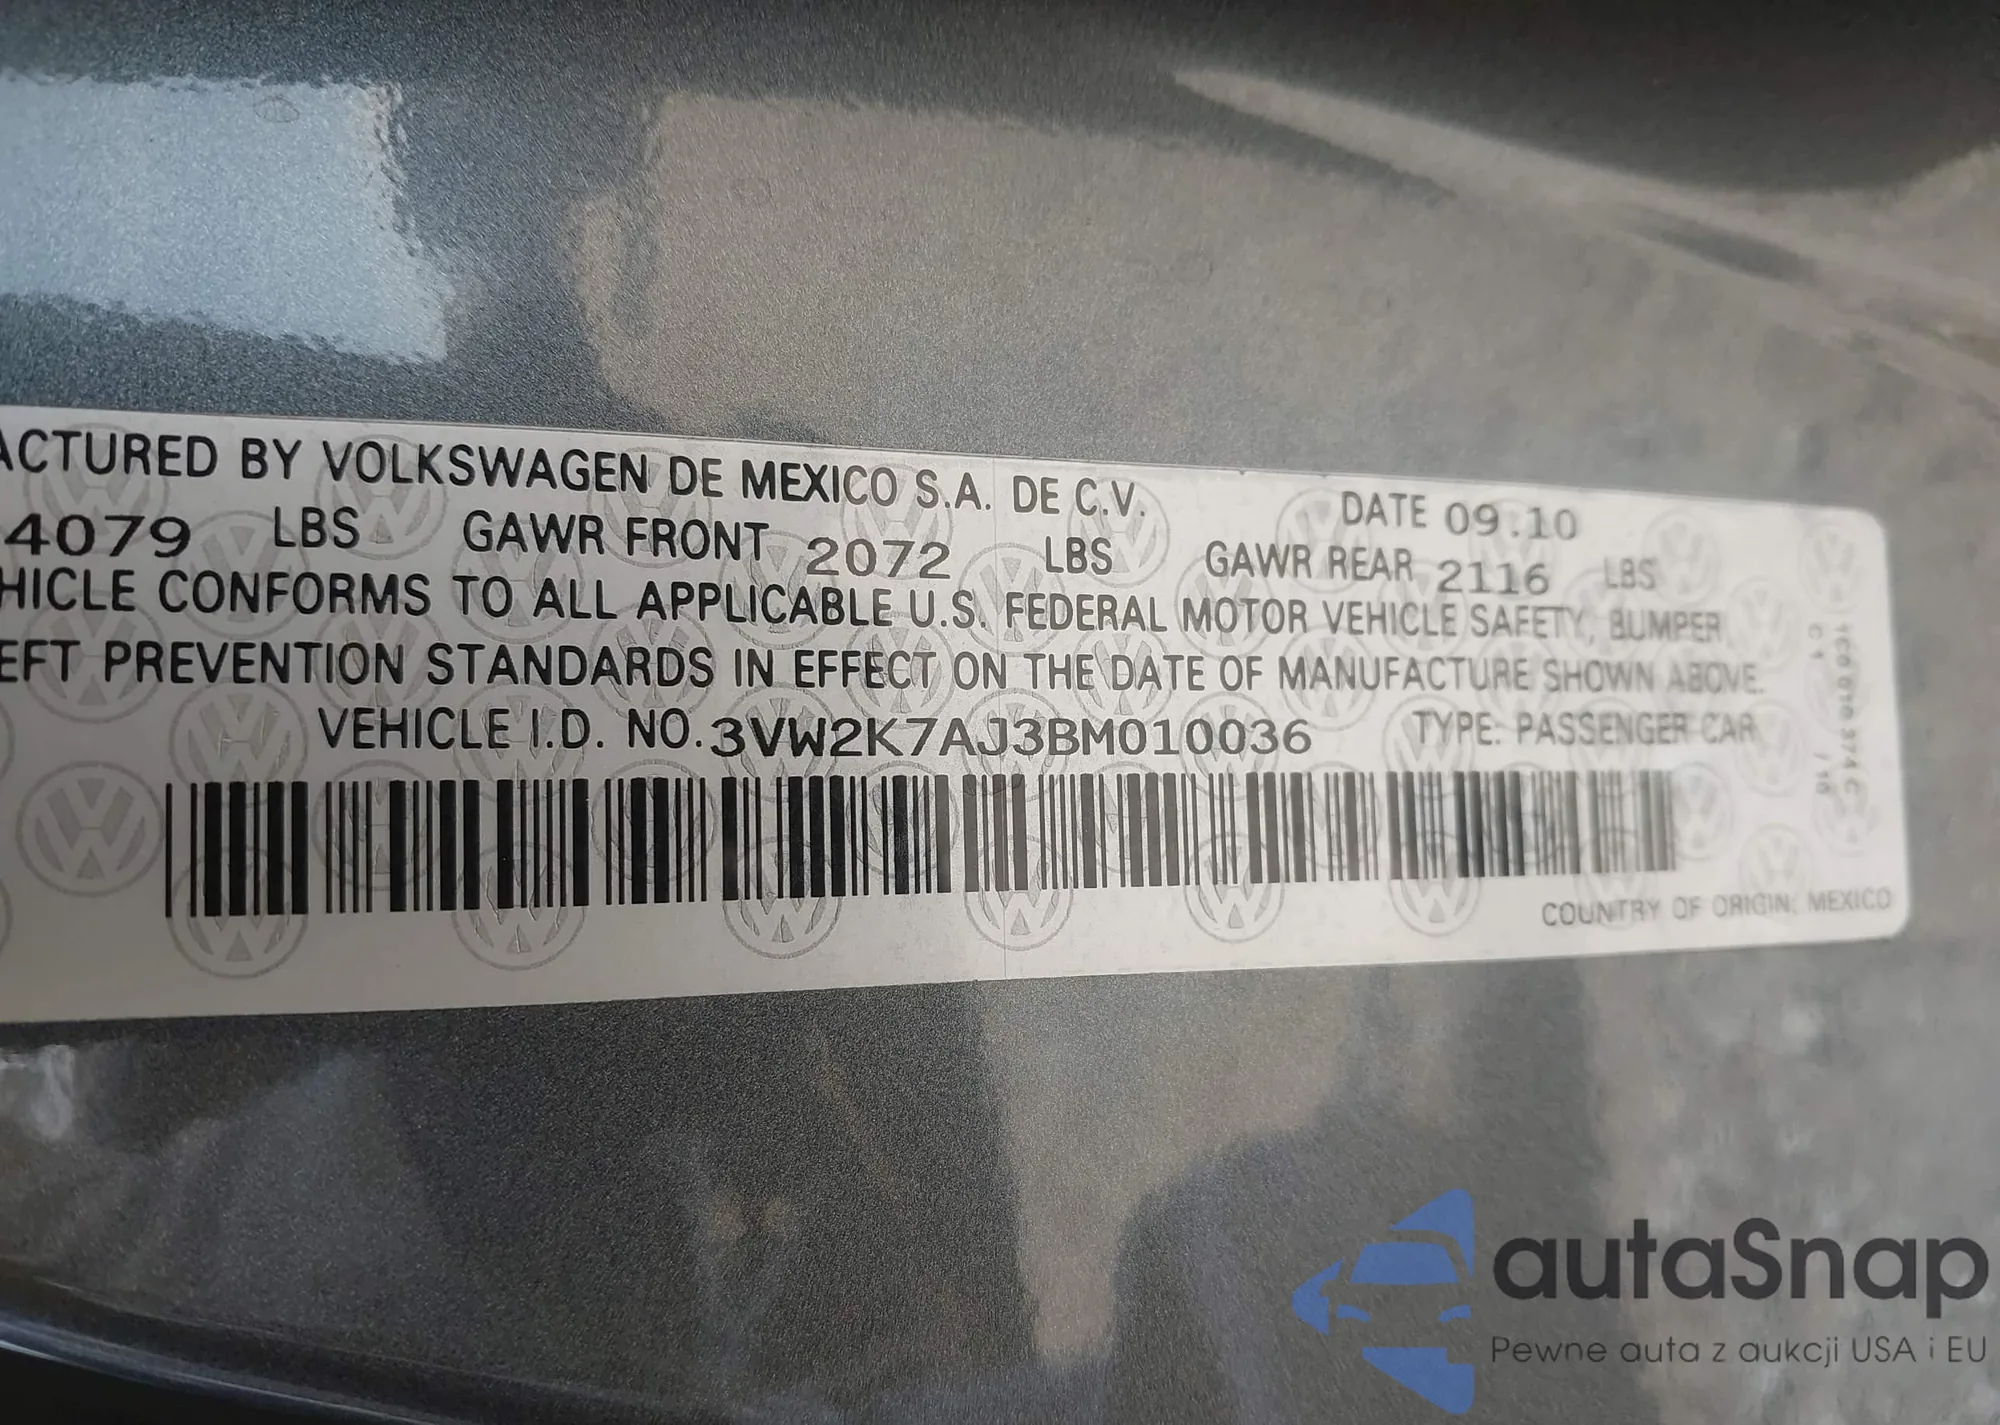 ACTURED BY VOLKSWAGEN DE MEXICO S.A. DE C.V. DATE 09.10
4079 LBS GAWR FRONT 2072 LBS GAWR REAR 2116 LBS
HICLE CONFORMS TO ALL APPLICABLE U.S. FEDERAL MOTOR VEHICLE SAFETY, BUMPER
EFT PREVENTION STANDARDS IN EFFECT ON THE DATE OF MANUFACTURE SHOWN ABOVE.
VEHICLE I.D. NO. 3VW2K7AJ3BM010036 TYPE: PASSENGER CAR
COUNTRY OF ORIGIN: MEXICO
1C0 010 374 C
autaSnap
Pewne auta z aukcji USA i EU